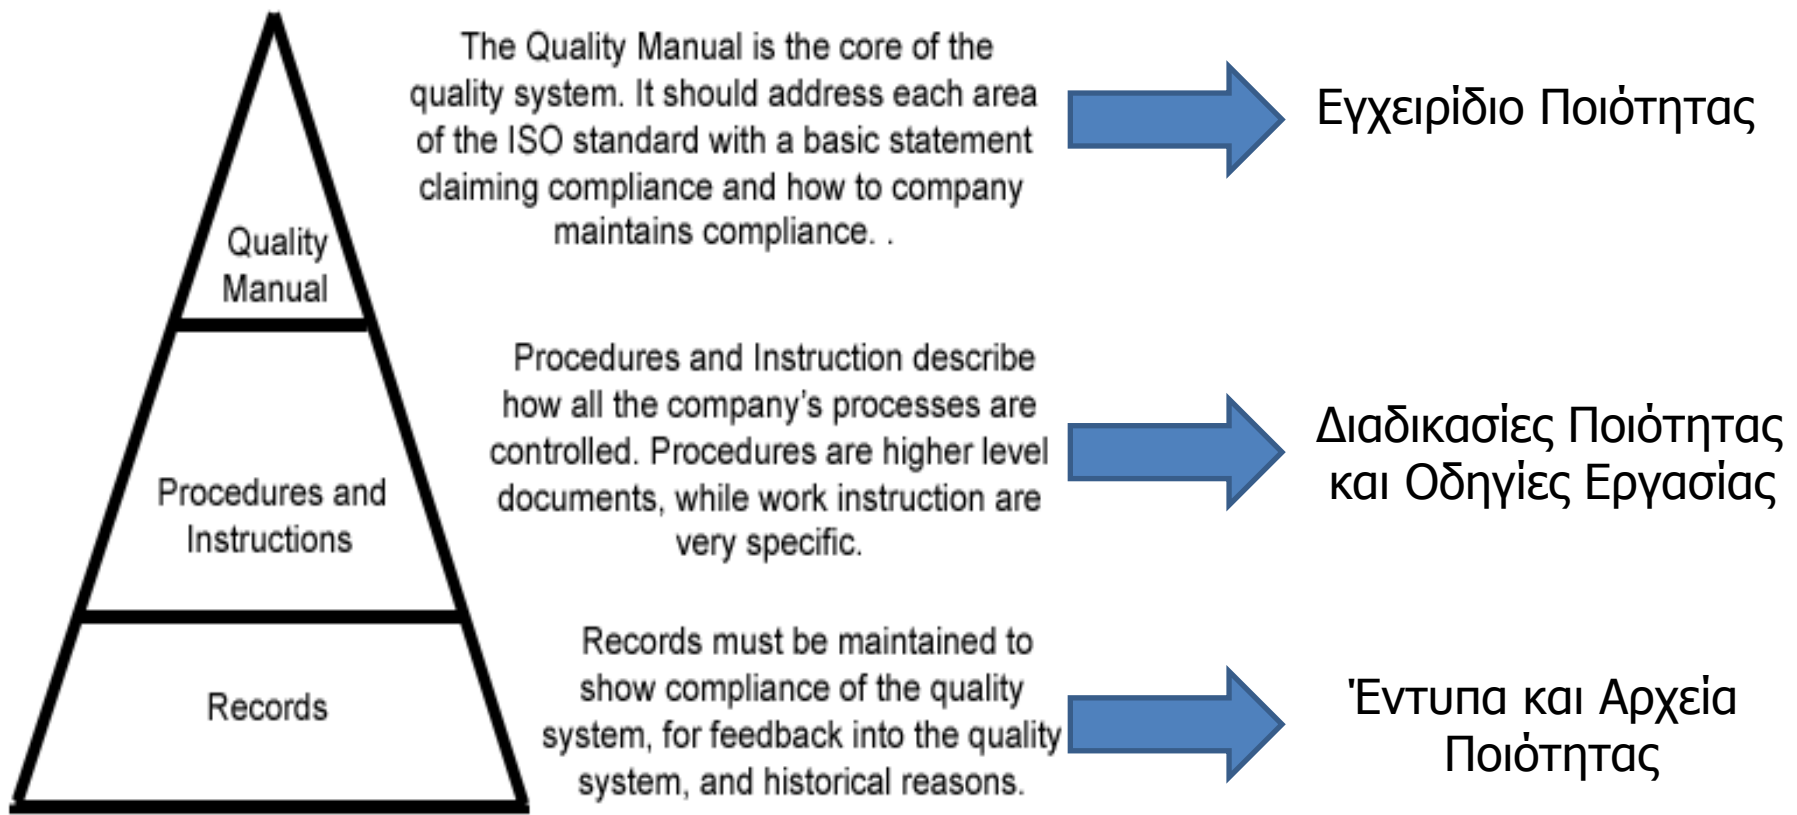 The Quality Manual is the core of the
quality system. It should address each area
of the ISO standard with a basic statement
claiming compliance and how to company
maintains compliance. .
Εγχειρίδιο Ποιότητας
Quality
Manual
Procedures and Instruction describe
how all the company’s processes are
controlled. Procedures are higher level
documents, while work instruction are
very specific.
Διαδικασίες Ποιότητας
και Οδηγίες Εργασίας
Procedures and
Instructions
Records must be maintained to
show compliance of the quality
system, for feedback into the quality
system, and historical reasons.
Έντυπα και Αρχεία
Ποιότητας
Records